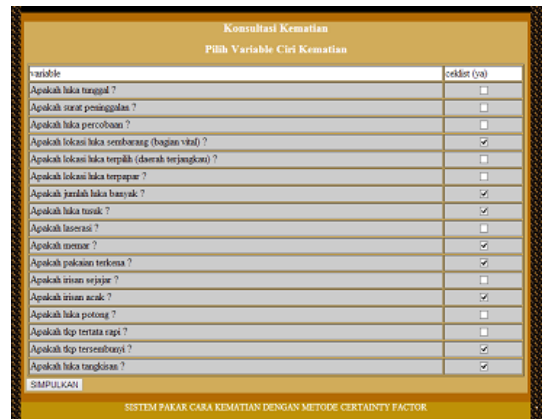 Konsultasi Kematian
Pilih Variable Ciri Kematian
variable ceklist (ya)
Apakah luka tunggal ?
Apakah surat peninggalan ?
Apakah luka percobaan ?
Apakah lokasi luka sembarang (bagian vital) ?
Apakah lokasi luka terpilih (daerah terjangkau) ?
Apakah lokasi luka terpapar ?
Apakah jumlah luka banyak ?
Apakah luka tusuk ?
Apakah laserasi ?
Apakah memar ?
Apakah pakaian terkena ?
Apakah irisan sejajar ?
Apakah irisan acak ?
Apakah luka potong ?
Apakah tkp tertata rapi ?
Apakah tkp tersembunyi ?
Apakah luka tangkisan ?
SIMPULKAN
SISTEM PAKAR CARA KEMATIAN DENGAN METODE CERTAINTY FACTOR